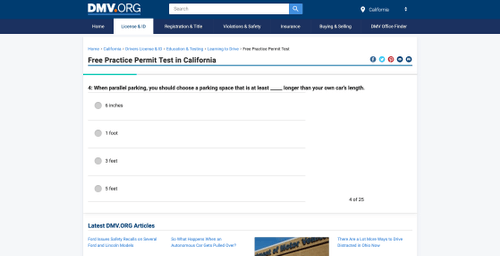 DMV.ORG
Search
California
Home
License & ID
Registration & Title
Violations & Safety
Insurance
Buying & Selling
DMV Office Finder
Home > California > Drivers License & ID > Education & Testing > Learning to Drive > Free Practice Permit Test
Free Practice Permit Test in California
4: When parallel parking, you should choose a parking space that is at least _____ longer than your own car's length.
6 inches
1 foot
3 feet
5 feet
4 of 25
Latest DMV.ORG Articles
Ford Issues Safety Recalls on Several
Ford and Lincoln Models
So What Happens When an
Autonomous Car Gets Pulled Over?
of Motor Vehicles
There Are a Lot More Ways to Drive
Distracted in Ohio Now